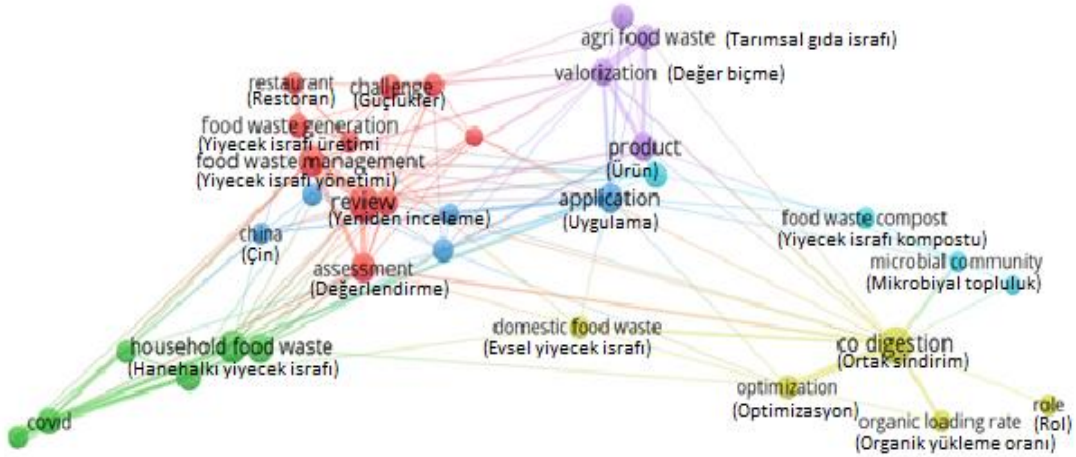 agri food waste (Tarımsal gıda israfı)
valorization (Değer biçme)
restaurant
(Restoran)
challenge
(Güçlükler)
food waste generation
(Yiyecek israfı üretimi
food waste management
(Yiyecek israfı yönetimi)
product
(Ürün)
review
(Yeniden inceleme)
application
(Uygulama)
food waste compost
(Yiyecek israfı kompostu)
china
(Çin)
microbial community
(Mikrobiyal topluluk)
assessment
(Değerlendirme)
domestic food waste
(Evsel yiyecek israfı)
household food waste
(Hanehalkı yiyecek israfı)
co digestion
(Ortak sindirim)
optimization
(Optimizasyon)
role
(Rol)
organic loading rate
(Organik yükleme oranı)
covid